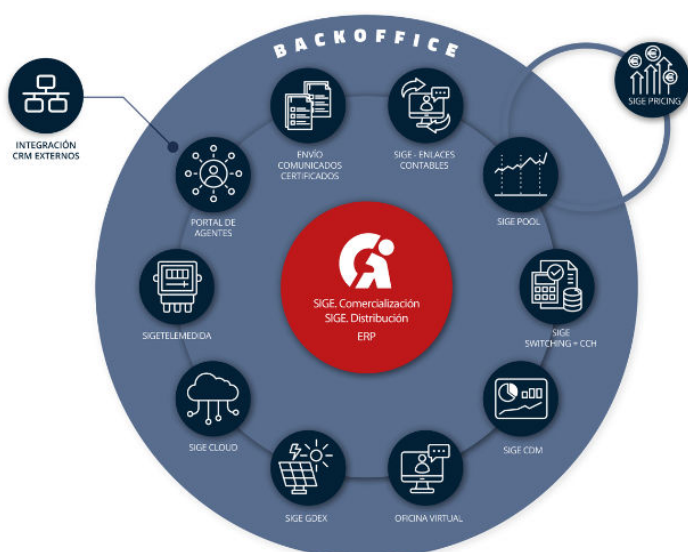 BACKOFFICE
SIGE PRICING
INTEGRACIÓN
CRM EXTERNOS
ENVÍO
COMUNICADOS
CERTIFICADOS
SIGE - ENLACES
CONTABLES
PORTAL DE
AGENTES
SIGE POOL
SIGE. Comercialización
SIGE. Distribución
ERP
SIGETELEMEDIDA
SIGE
SWITCHING + CCH
SIGE CLOUD
SIGE CDM
SIGE GDEX
OFICINA VIRTUAL